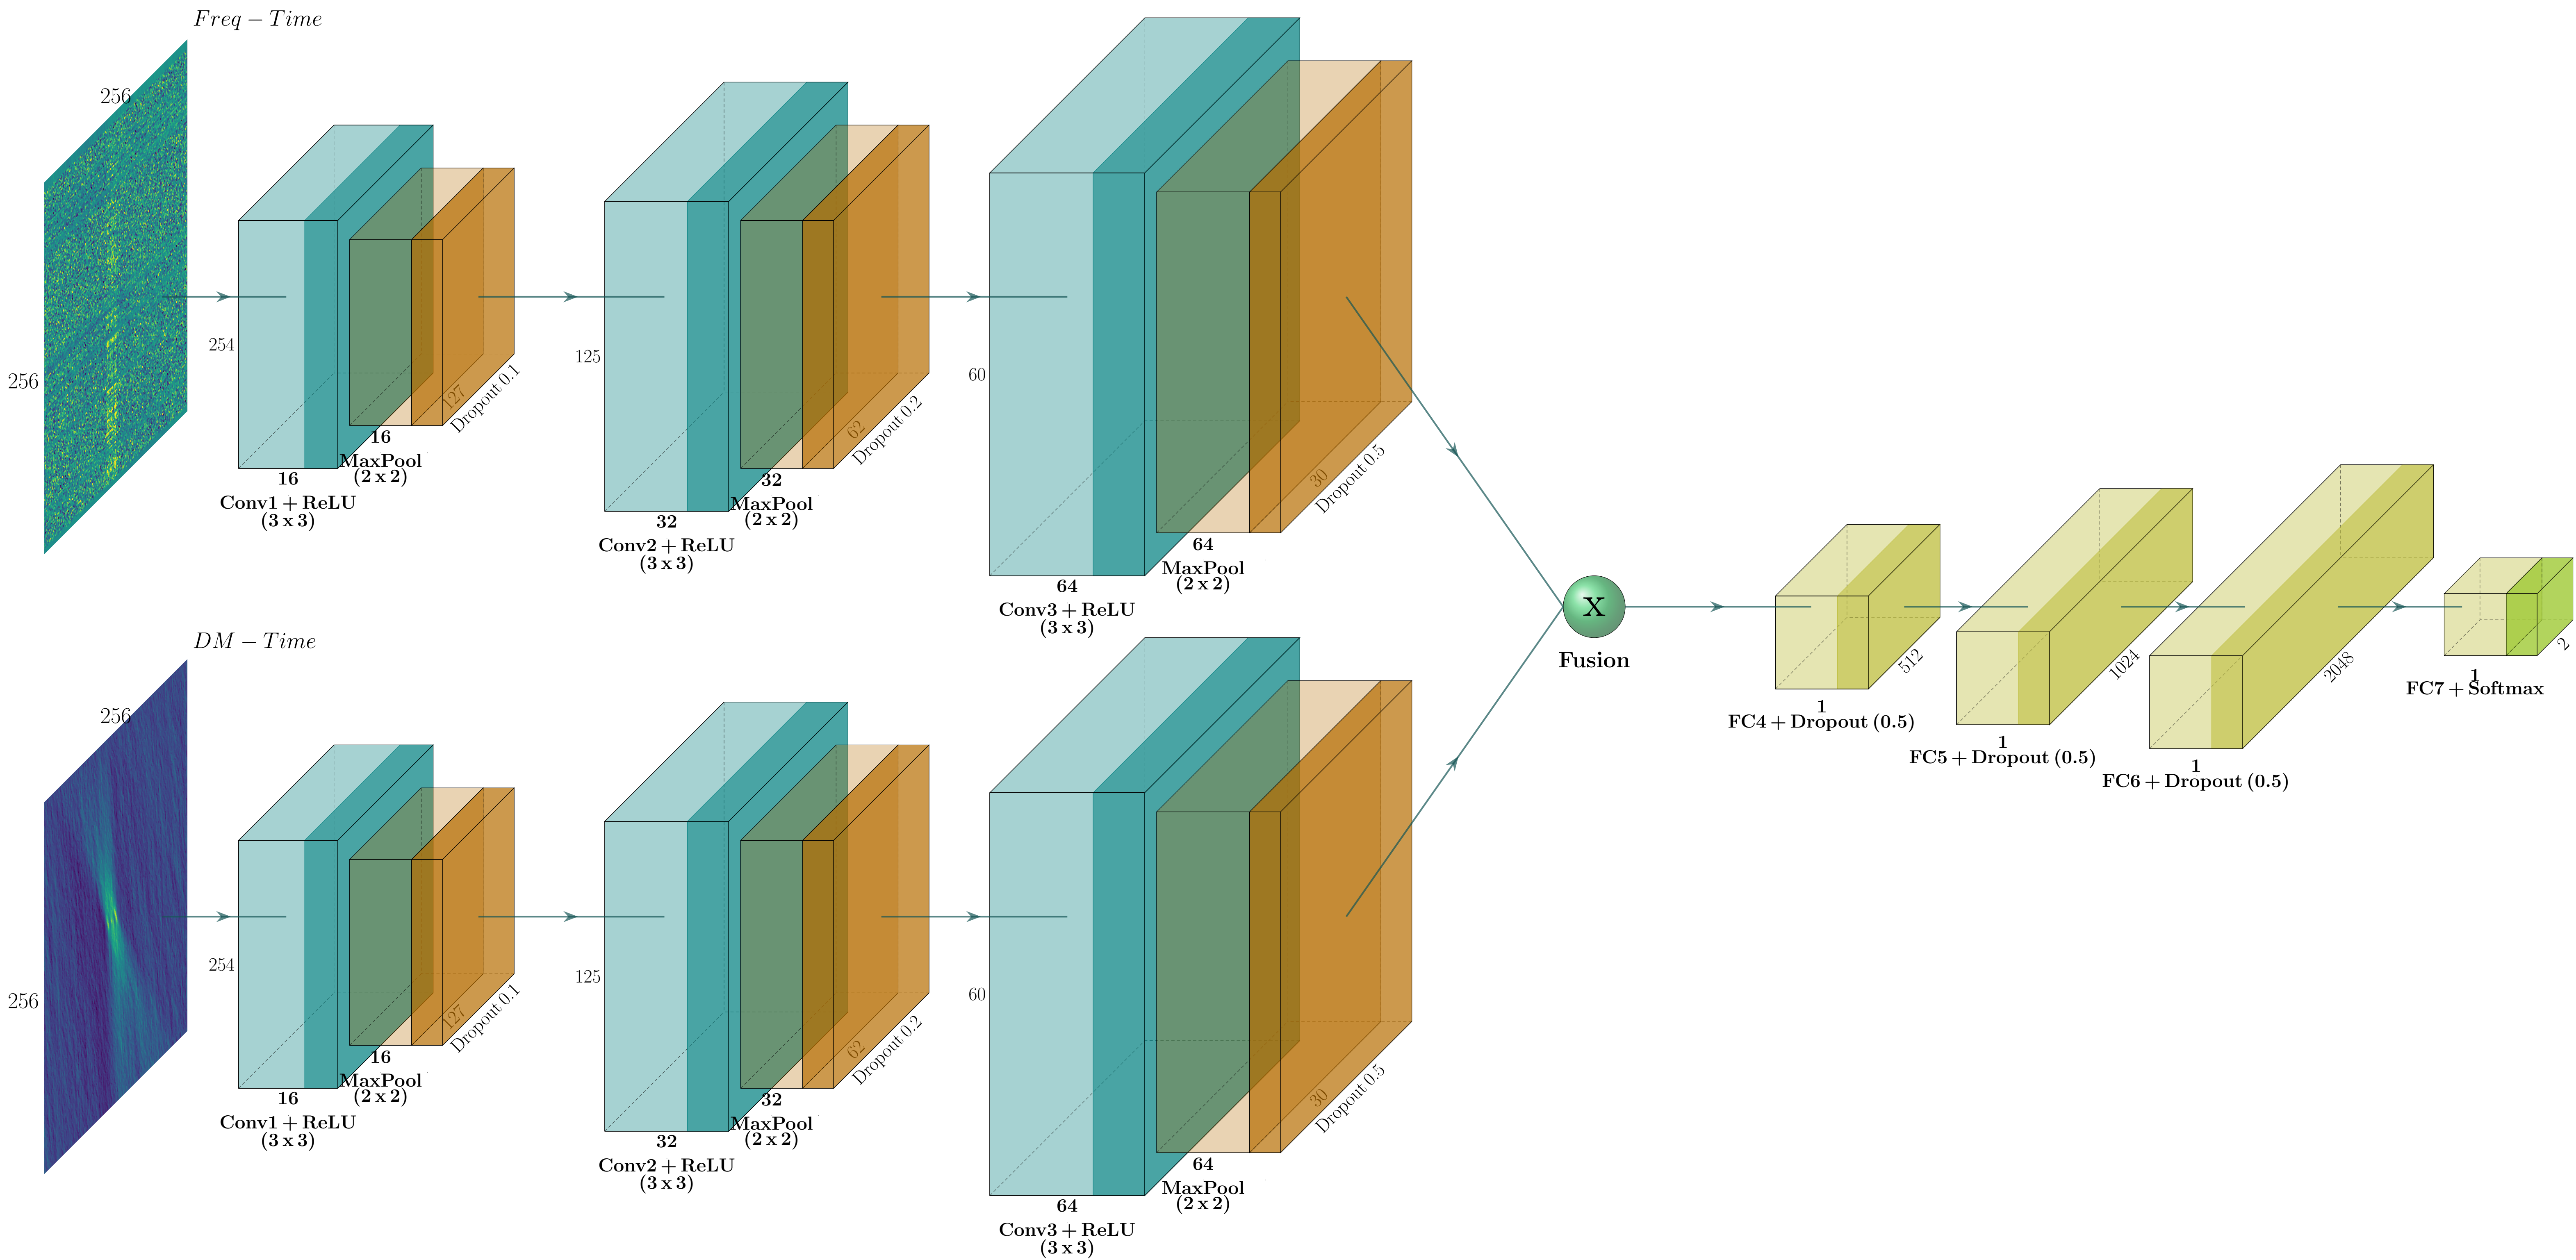 Freq − Time
256
256
254
16
Conv1 + ReLU
(3 x 3)
16
MaxPool
(2 x 2)
127
Dropout 0.1
125
32
Conv2 + ReLU
(3 x 3)
32
MaxPool
(2 x 2)
62
Dropout 0.2
60
64
Conv3 + ReLU
(3 x 3)
64
MaxPool
(2 x 2)
30
Dropout 0.5
DM − Time
256
256
254
16
Conv1 + ReLU
(3 x 3)
16
MaxPool
(2 x 2)
127
Dropout 0.1
125
32
Conv2 + ReLU
(3 x 3)
32
MaxPool
(2 x 2)
62
Dropout 0.2
60
64
Conv3 + ReLU
(3 x 3)
64
MaxPool
(2 x 2)
30
Dropout 0.5
X
Fusion
512
1
FC4 + Dropout (0.5)
1024
1
FC5 + Dropout (0.5)
2048
1
FC6 + Dropout (0.5)
2
1
FC7 + Softmax